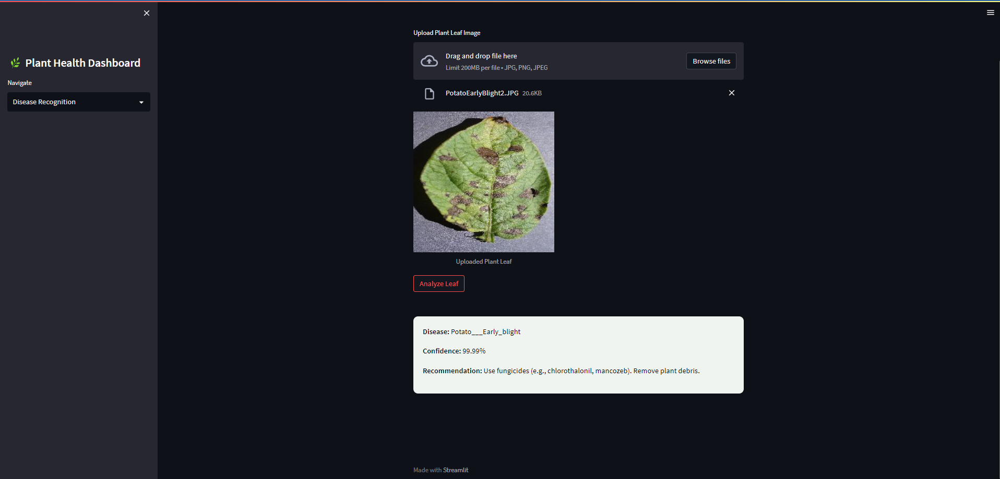 🌿 Plant Health Dashboard
Navigate
Disease Recognition
Upload Plant Leaf Image
Drag and drop file here
Limit 200MB per file • JPG, PNG, JPEG
Browse files
PotatoEarlyBlight2.JPG 20.6KB
Uploaded Plant Leaf
Analyze Leaf
Disease: Potato___Early_blight
Confidence: 99.99%
Recommendation: Use fungicides (e.g., chlorothalonil, mancozeb). Remove plant debris.
Made with Streamlit